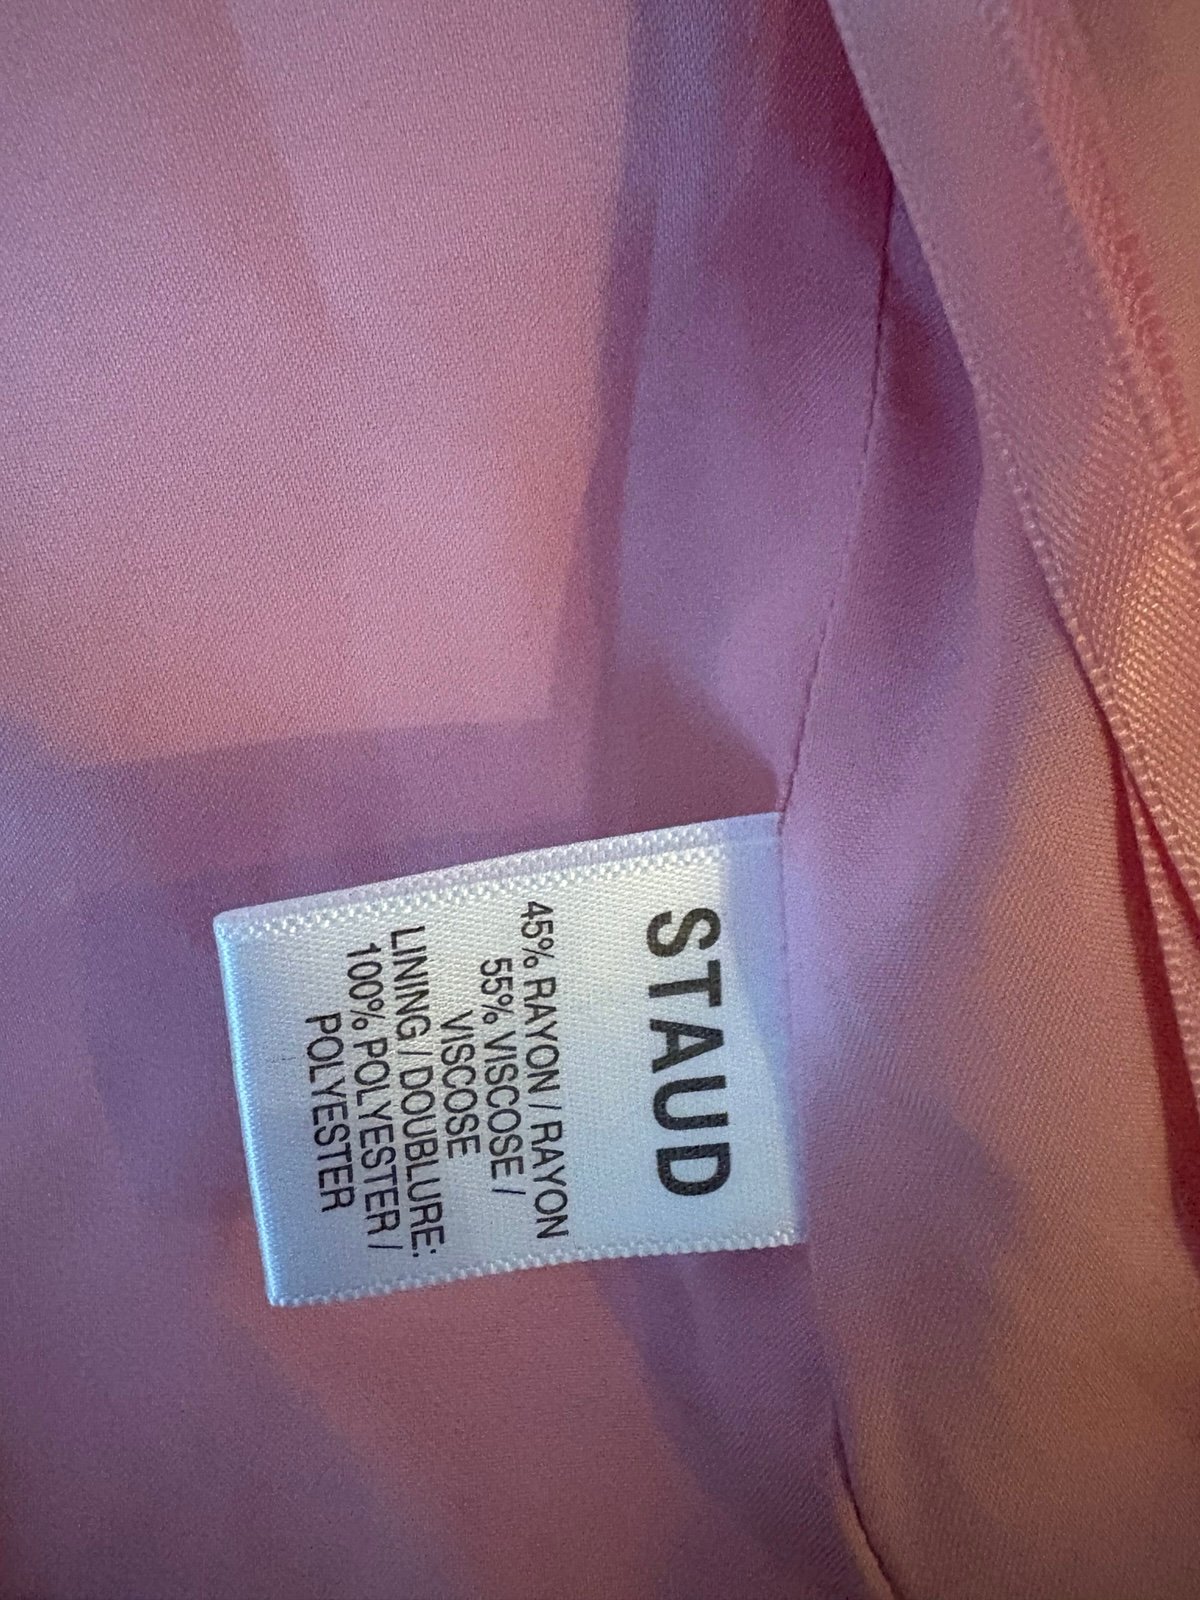 STAUD
45% RAYON / RAYON
55% VISCOSE /
VISCOSE
LINING / DOUBLURE:
100% POLYESTER /
POLYESTER